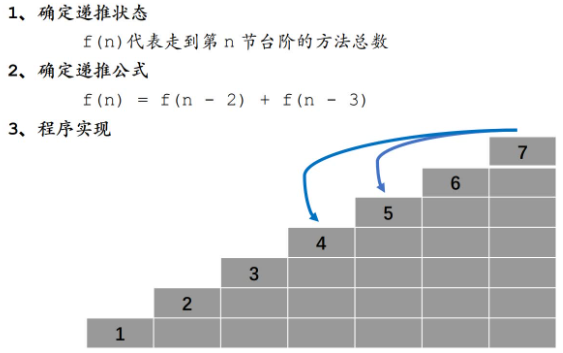 1、确定递推状态
f(n)代表走到第 n 节台阶的方法总数
2、确定递推公式
f(n) = f(n - 2) + f(n - 3)
3、程序实现
7
6
5
4
3
2
1